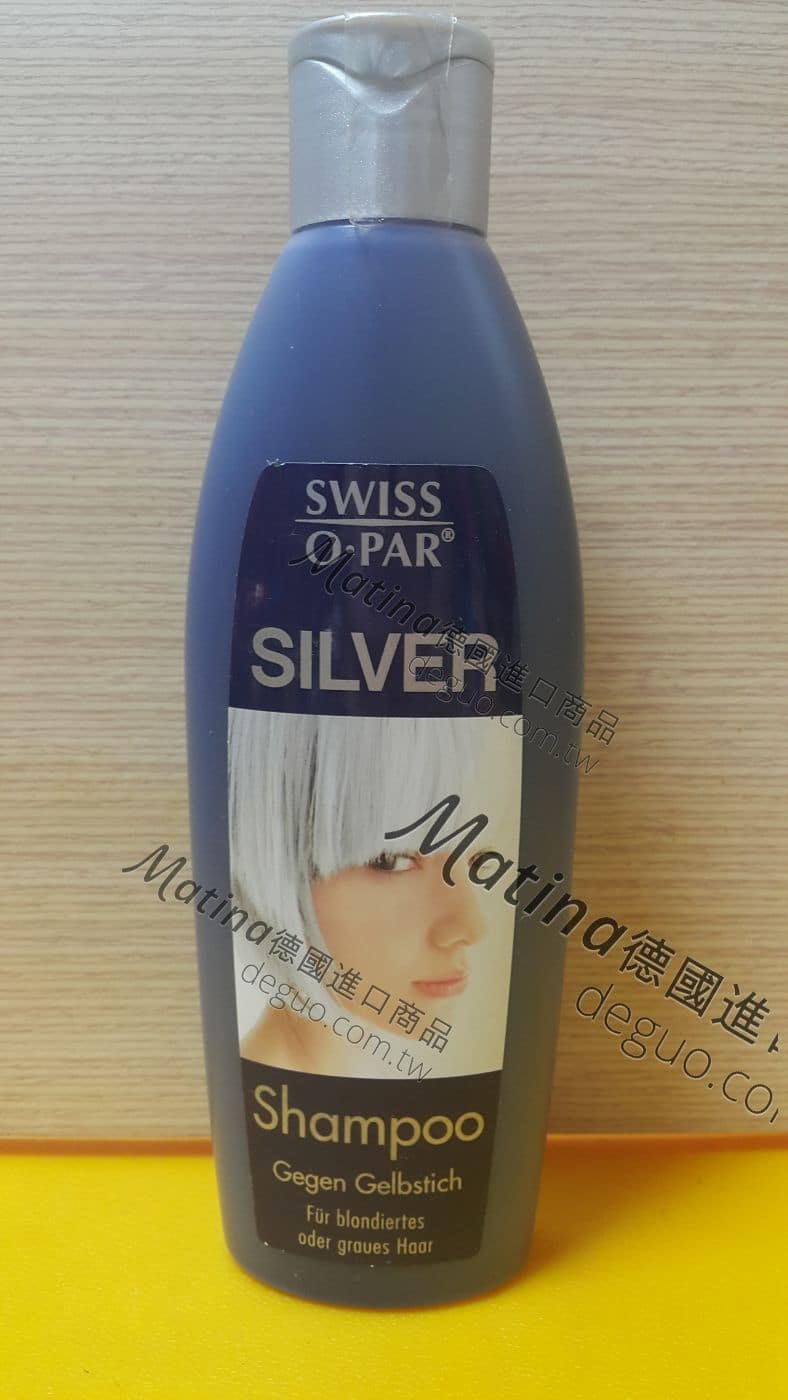 SWISS
O·PAR®
SILVER
Shampoo
Gegen Gelbstich
Für blondiertes
oder graues Haar
Matina德國進口商品
deguo.com.tw
Matina德國進口商品
deguo.com.tw
Matina德國進口
deguo.co